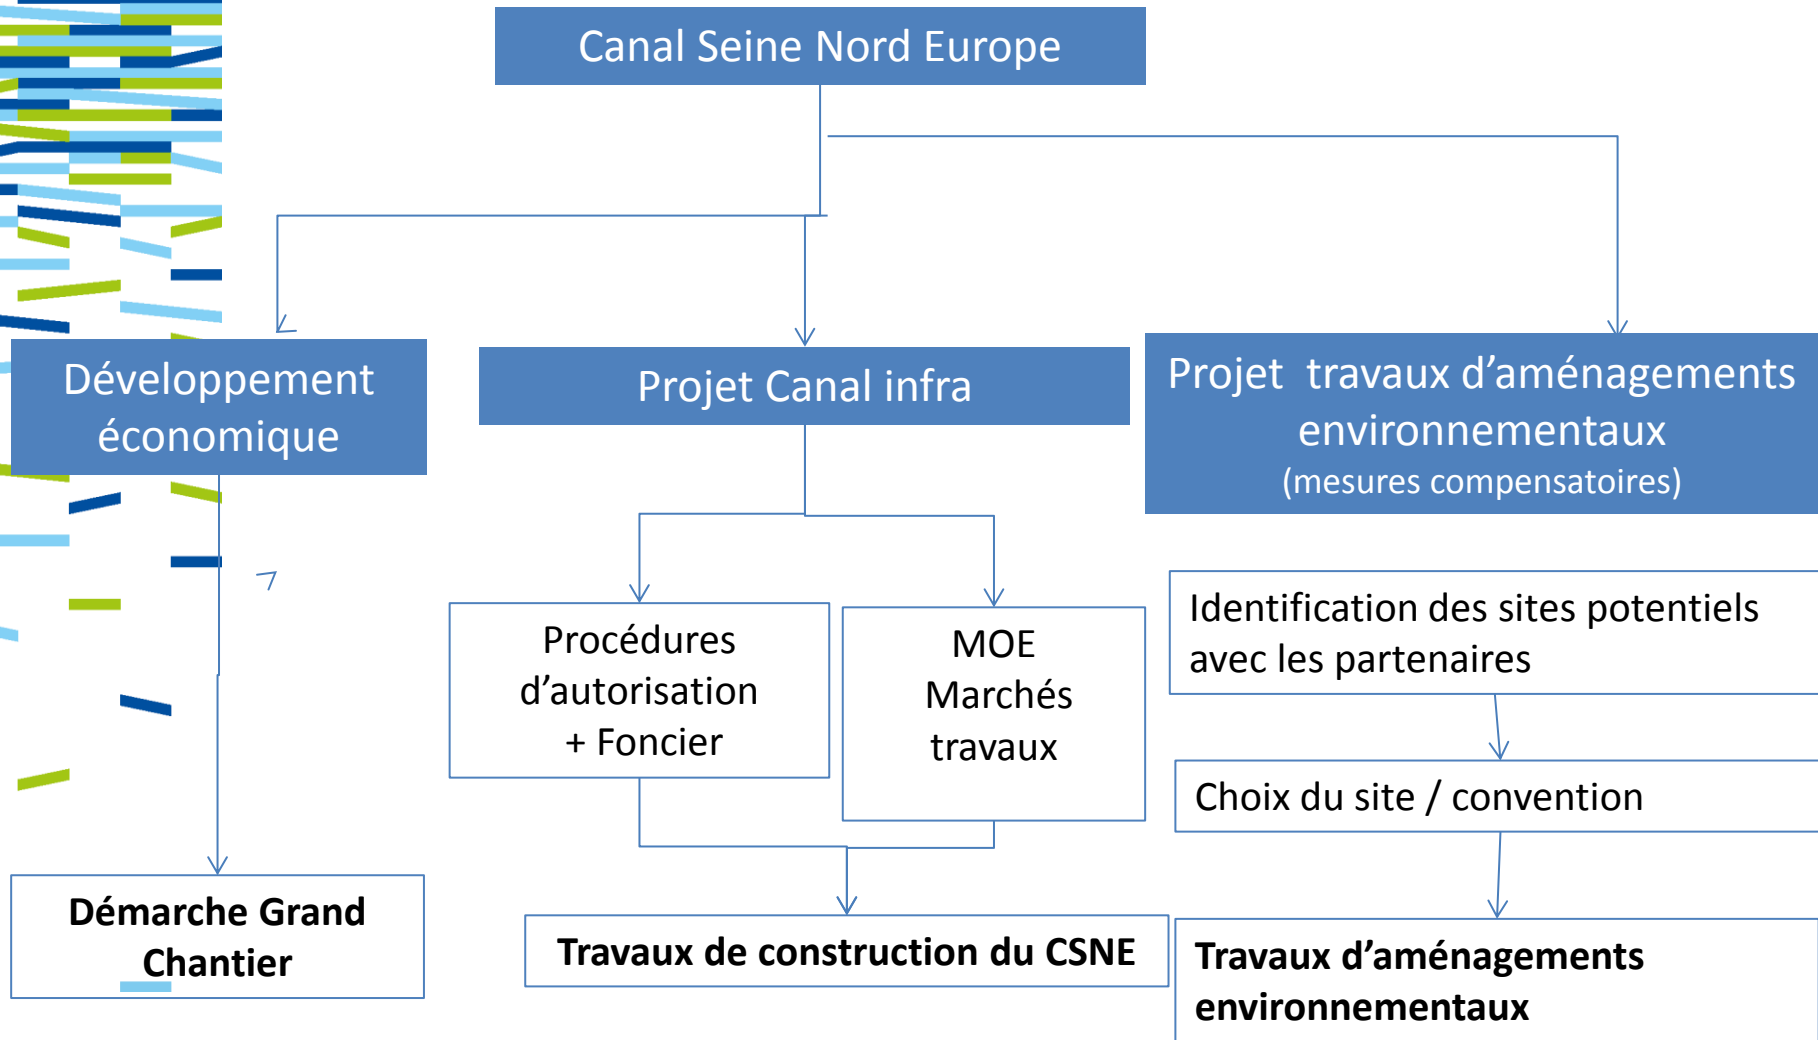 Canal Seine Nord Europe
Développement
économique
Projet Canal infra
Projet  travaux d’aménagements
environnementaux
(mesures compensatoires)
Procédures
d’autorisation
+ Foncier
MOE
Marchés
travaux
Identification des sites potentiels
avec les partenaires
Choix du site / convention
Démarche Grand
Chantier
Travaux de construction du CSNE
Travaux d’aménagements
environnementaux